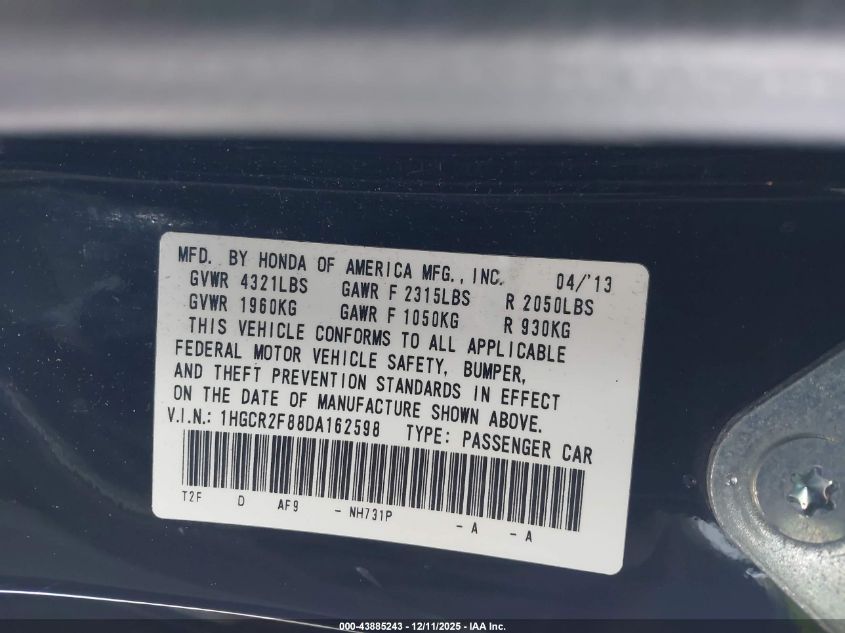 MFD. BY HONDA OF AMERICA MFG., INC. 04/'13
GVWR 4321LBS GAWR F 2315LBS R 2050LBS
GVWR 1960KG GAWR F 1050KG R 930KG
THIS VEHICLE CONFORMS TO ALL APPLICABLE
FEDERAL MOTOR VEHICLE SAFETY, BUMPER,
AND THEFT PREVENTION STANDARDS IN EFFECT
ON THE DATE OF MANUFACTURE SHOWN ABOVE.
V.I.N.: 1HGCR2F88DA162598 TYPE: PASSENGER CAR
T2F D AF9 - NH731P - A - A
000-43885243 - 12/11/2025 - IAA Inc.